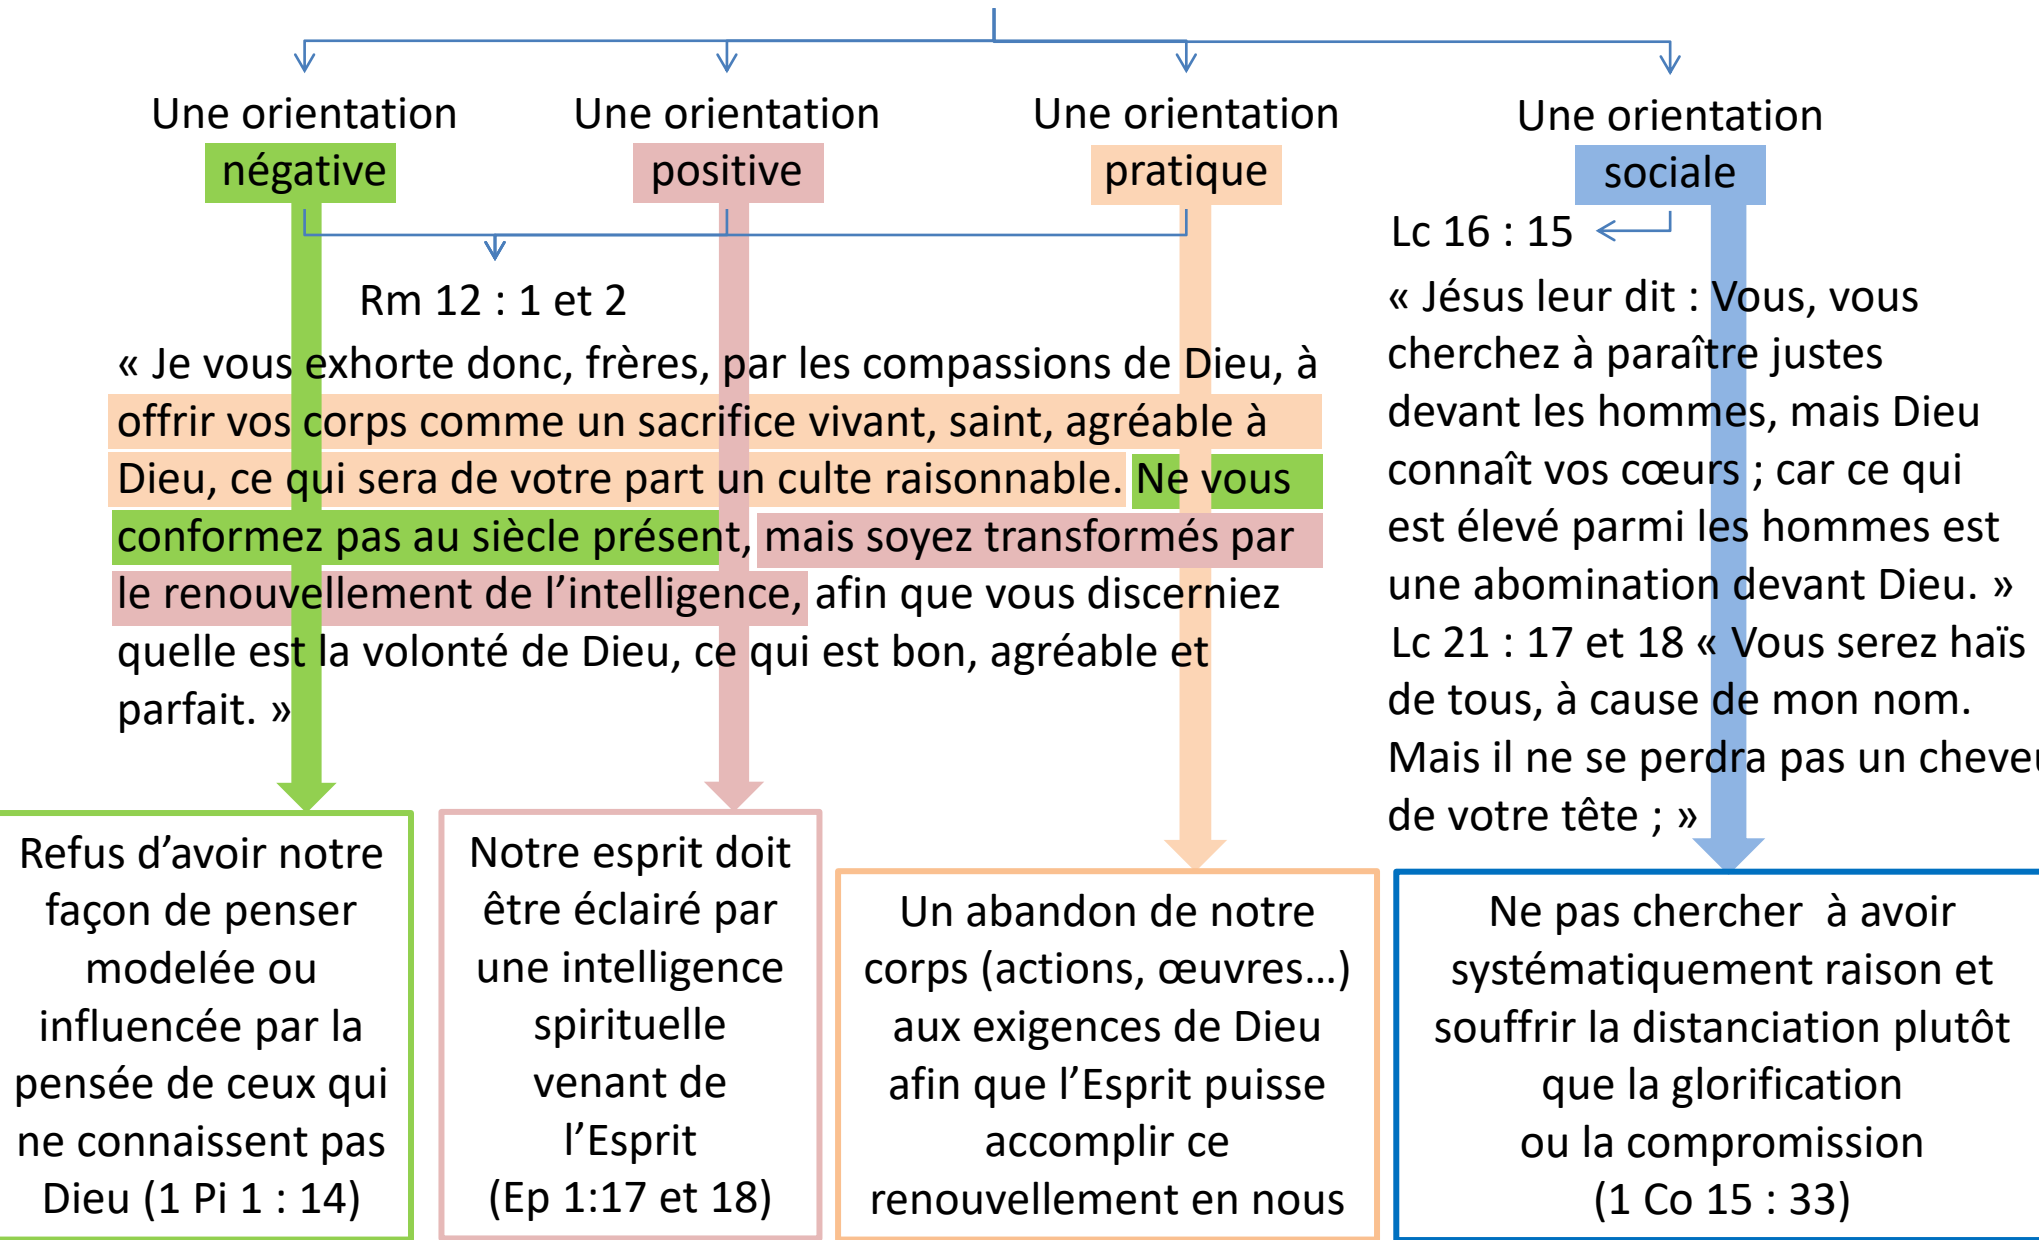 Une orientation
négative
Une orientation
positive
Une orientation
pratique
Une orientation
sociale
Rm 12 : 1 et 2
« Je vous exhorte donc, frères, par les compassions de Dieu, à
offrir vos corps comme un sacrifice vivant, saint, agréable à
Dieu, ce qui sera de votre part un culte raisonnable. Ne vous
conformez pas au siècle présent, mais soyez transformés par
le renouvellement de l’intelligence, afin que vous discerniez
quelle est la volonté de Dieu, ce qui est bon, agréable et
parfait. »
Lc 16 : 15
« Jésus leur dit : Vous, vous
cherchez à paraître justes
devant les hommes, mais Dieu
connaît vos cœurs ; car ce qui
est élevé parmi les hommes est
une abomination devant Dieu. »
Lc 21 : 17 et 18 « Vous serez haïs
de tous, à cause de mon nom.
Mais il ne se perdra pas un cheveu
de votre tête ; »
Refus d’avoir notre
façon de penser
modelée ou
influencée par la
pensée de ceux qui
ne connaissent pas
Dieu (1 Pi 1 : 14)
Notre esprit doit
être éclairé par
une intelligence
spirituelle
venant de
l’Esprit
(Ep 1:17 et 18)
Un abandon de notre
corps (actions, œuvres…)
aux exigences de Dieu
afin que l’Esprit puisse
accomplir ce
renouvellement en nous
Ne pas chercher à avoir
systématiquement raison et
souffrir la distanciation plutôt
que la glorification
ou la compromission
(1 Co 15 : 33)